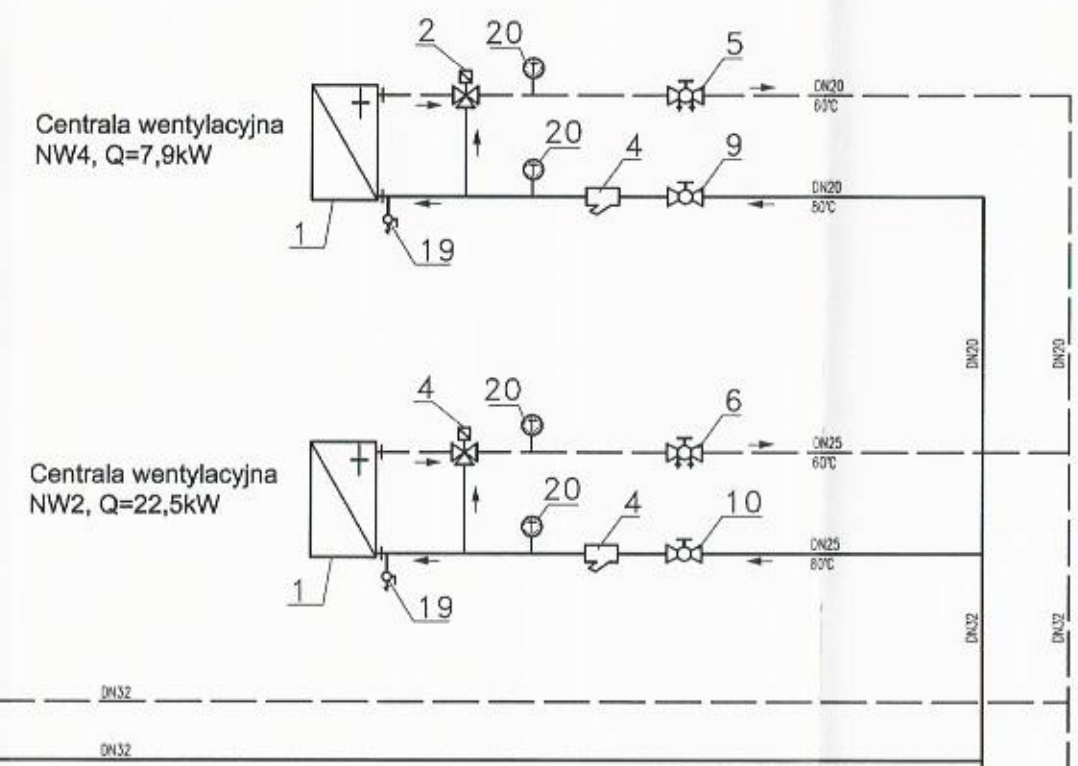 2
20
5
DN20
60°C
Centrala wentylacyjna
NW4, Q=7,9kW
20
4
9
DN20
80°C
1
19
DN20
DN20
4
20
6
DN25
60°C
Centrala wentylacyjna
NW2, Q=22,5kW
20
4
10
DN25
80°C
1
19
DN32
DN32
DN32
DN32